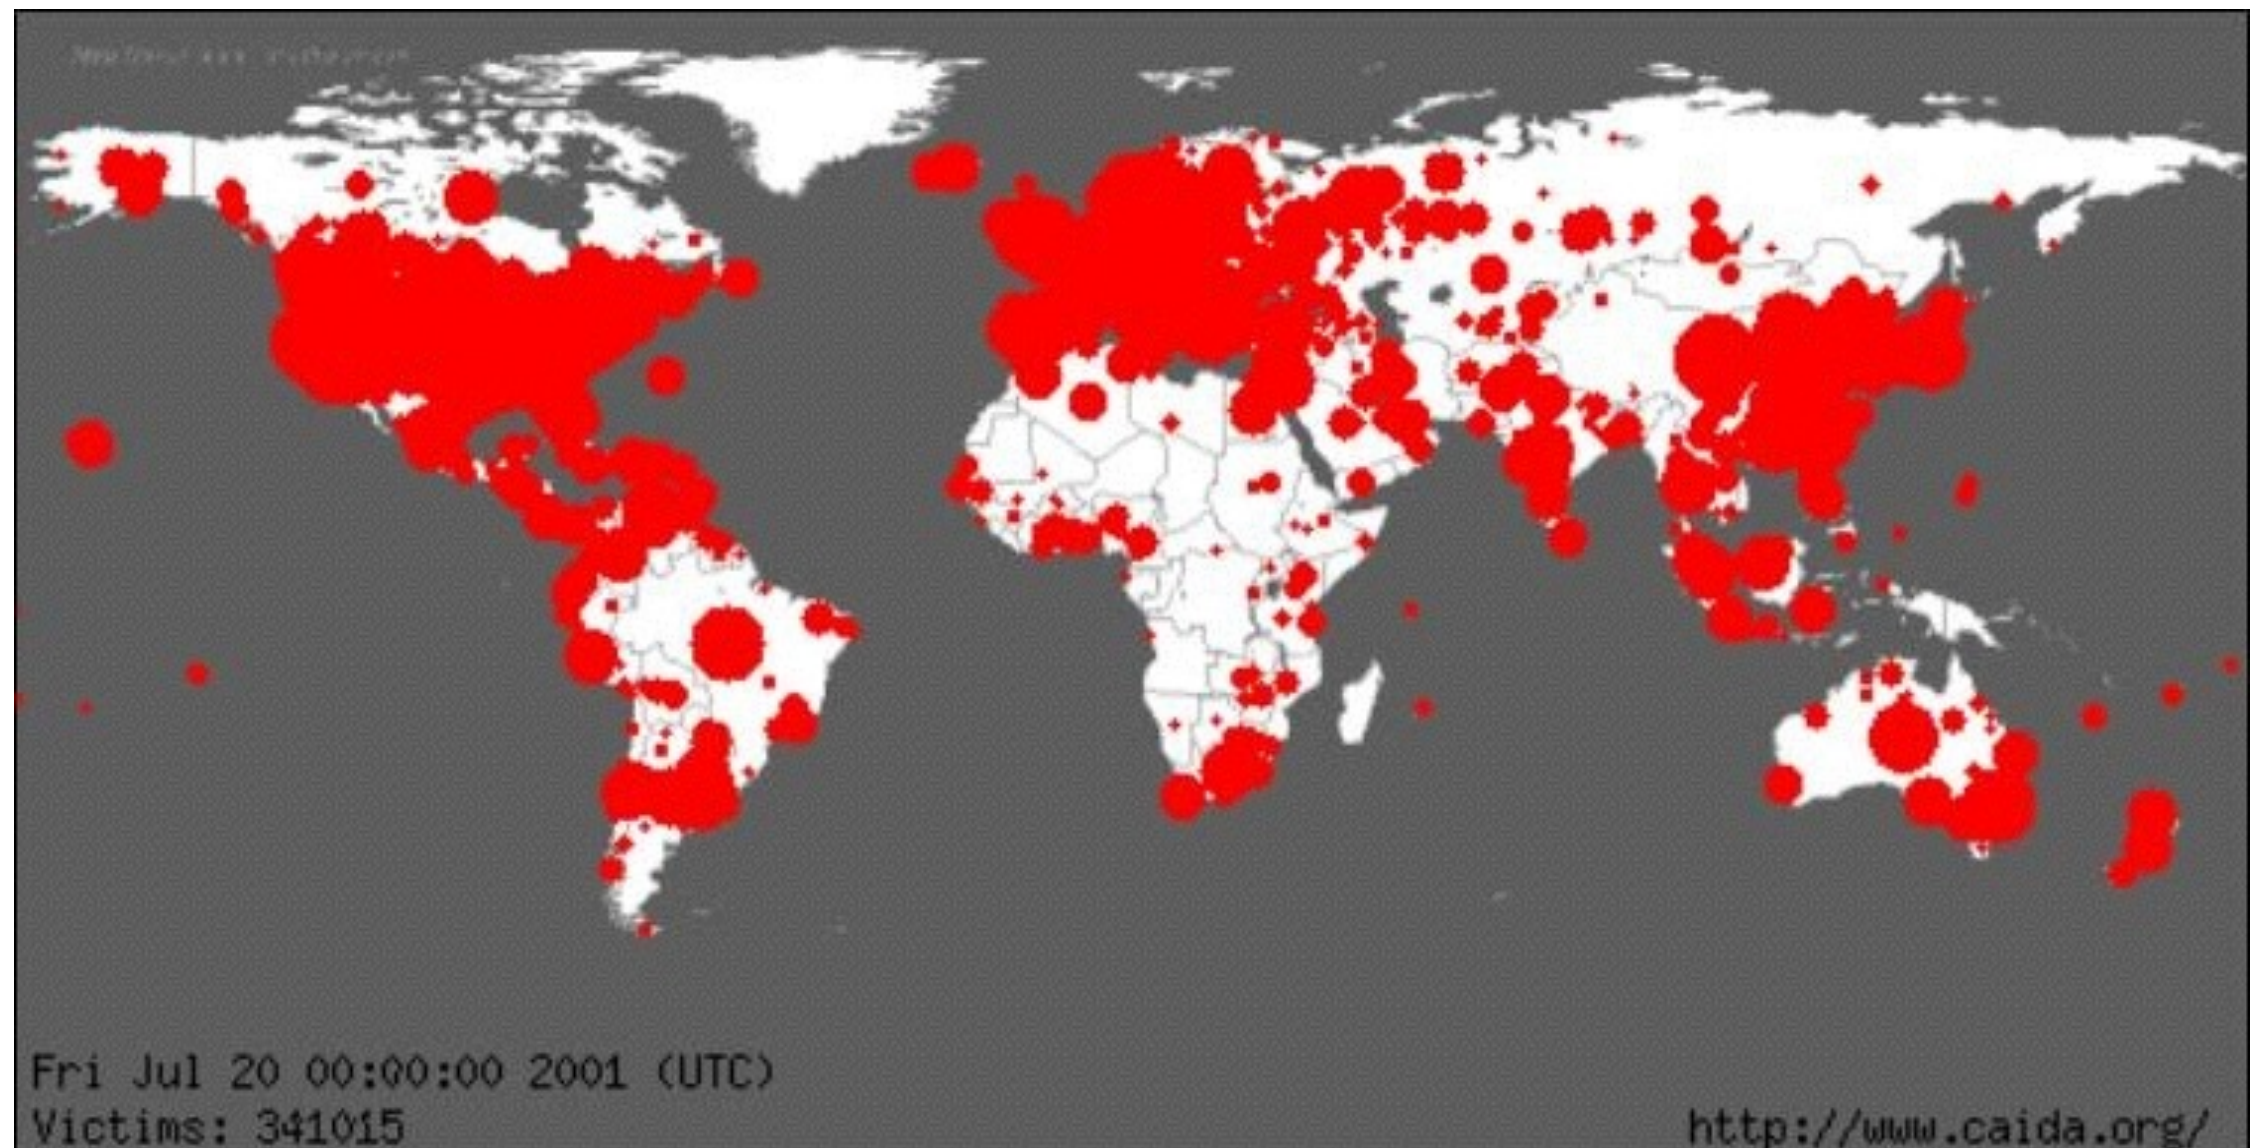 Fri Jul 20 00:00:00 2001 (UTC)
Victims: 341015
http://www.caida.org/